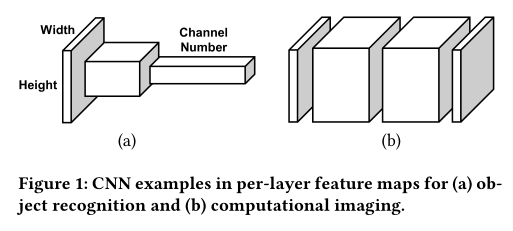 Width
Channel
Number
Height
(a)
(b)
Figure 1: CNN examples in per-layer feature maps for (a) ob-
ject recognition and (b) computational imaging.